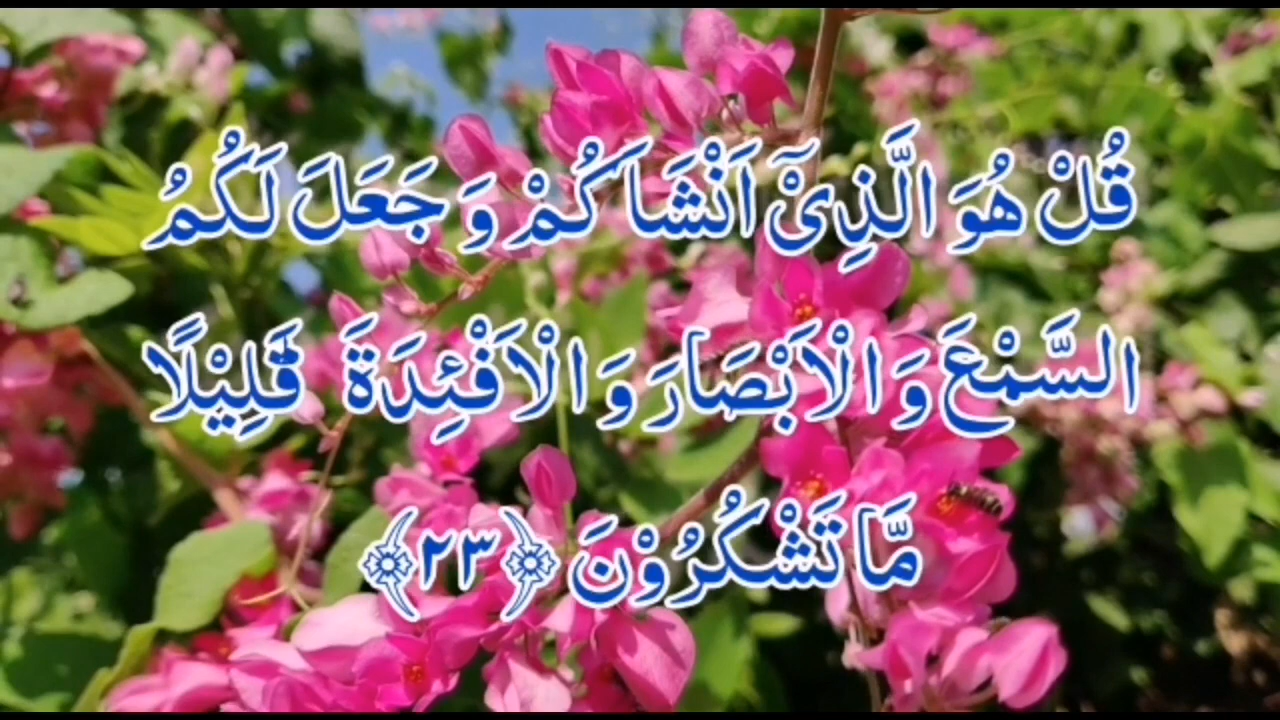 قُلْ هُوَ الَّذِیْۤ اَنْشَاَكُمْ وَ جَعَلَ لَكُمُ
السَّمْعَ وَ الْاَبْصَارَ وَ الْاَفْـِٕدَةَ ؕ قَلِیْلًا
مَّا تَشْكُرُوْنَ ﴿۲۳﴾